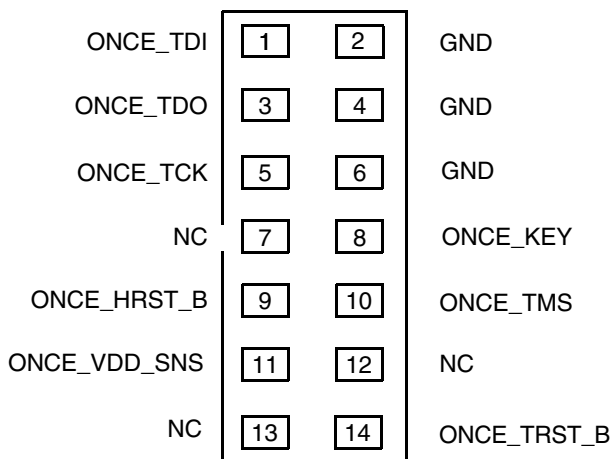 ONCE_TDI 1 2 GND
ONCE_TDO 3 4 GND
ONCE_TCK 5 6 GND
NC 7 8 ONCE_KEY
ONCE_HRST_B 9 10 ONCE_TMS
ONCE_VDD_SNS 11 12 NC
NC 13 14 ONCE_TRST_B